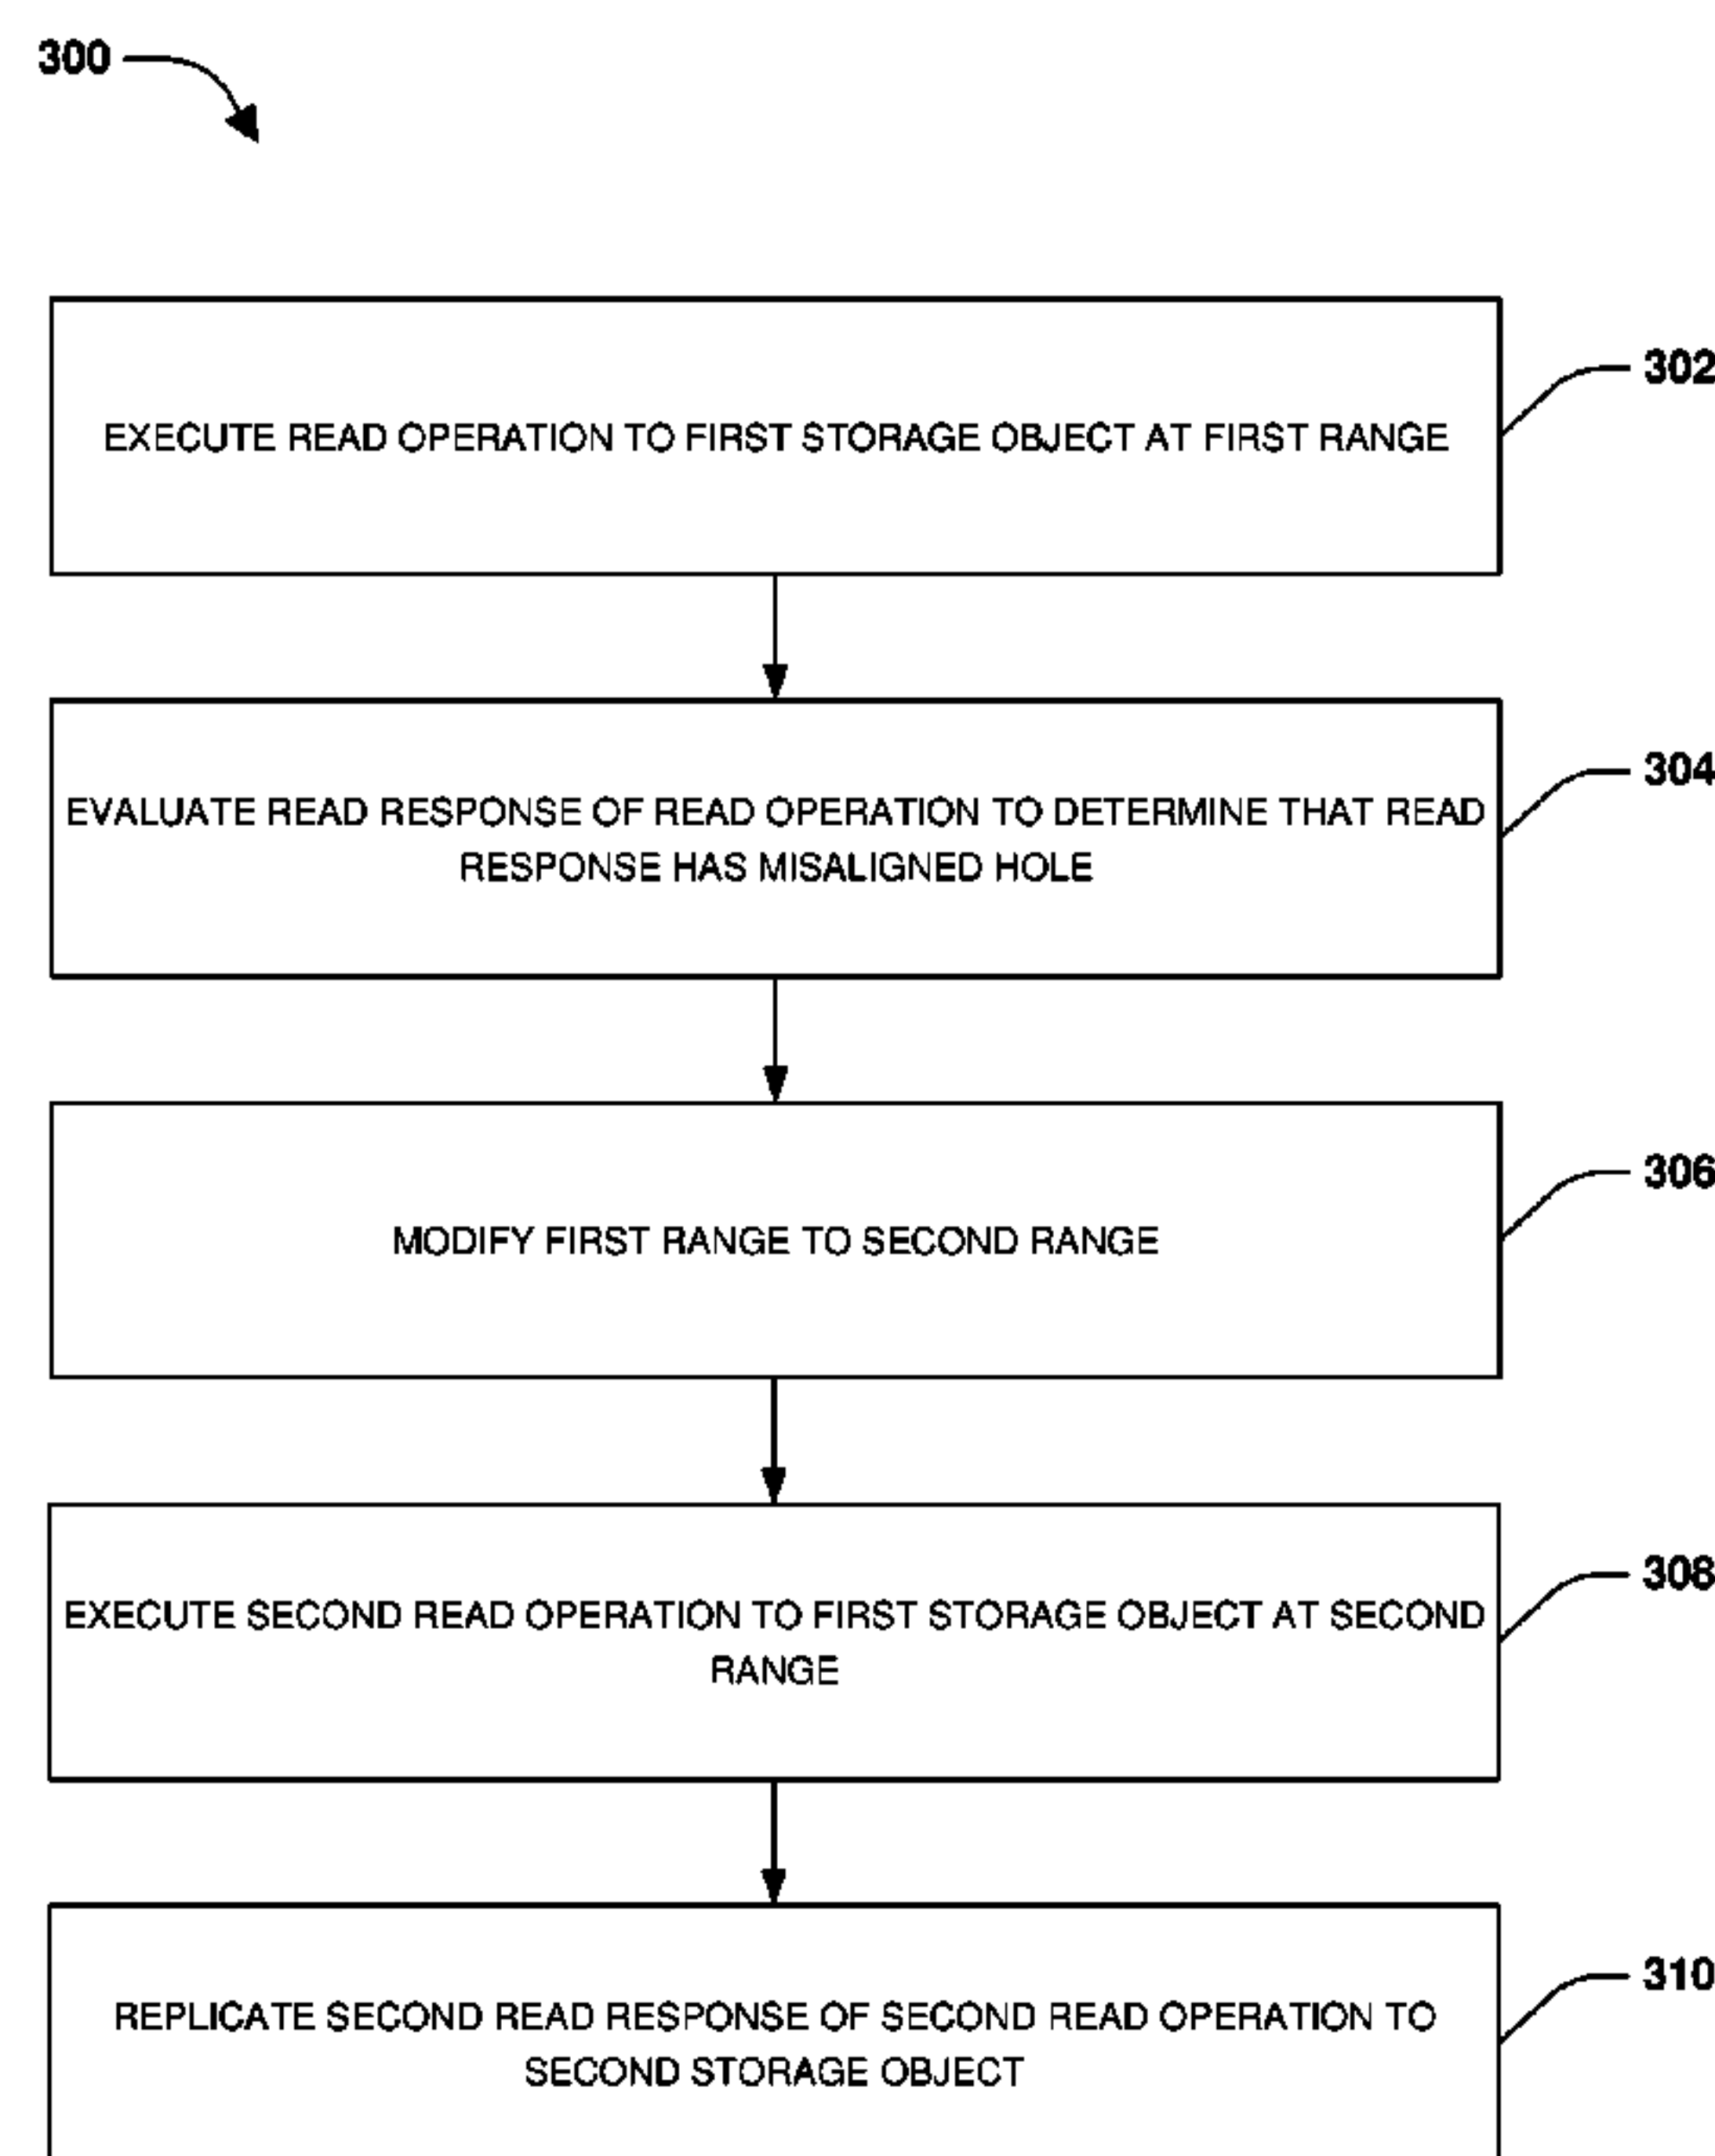 300
302
EXECUTE READ OPERATION TO FIRST STORAGE OBJECT AT FIRST RANGE
304
EVALUATE READ RESPONSE OF READ OPERATION TO DETERMINE THAT READ
RESPONSE HAS MISALIGNED HOLE
306
MODIFY FIRST RANGE TO SECOND RANGE
308
EXECUTE SECOND READ OPERATION TO FIRST STORAGE OBJECT AT SECOND
RANGE
310
REPLICATE SECOND READ RESPONSE OF SECOND READ OPERATION TO
SECOND STORAGE OBJECT